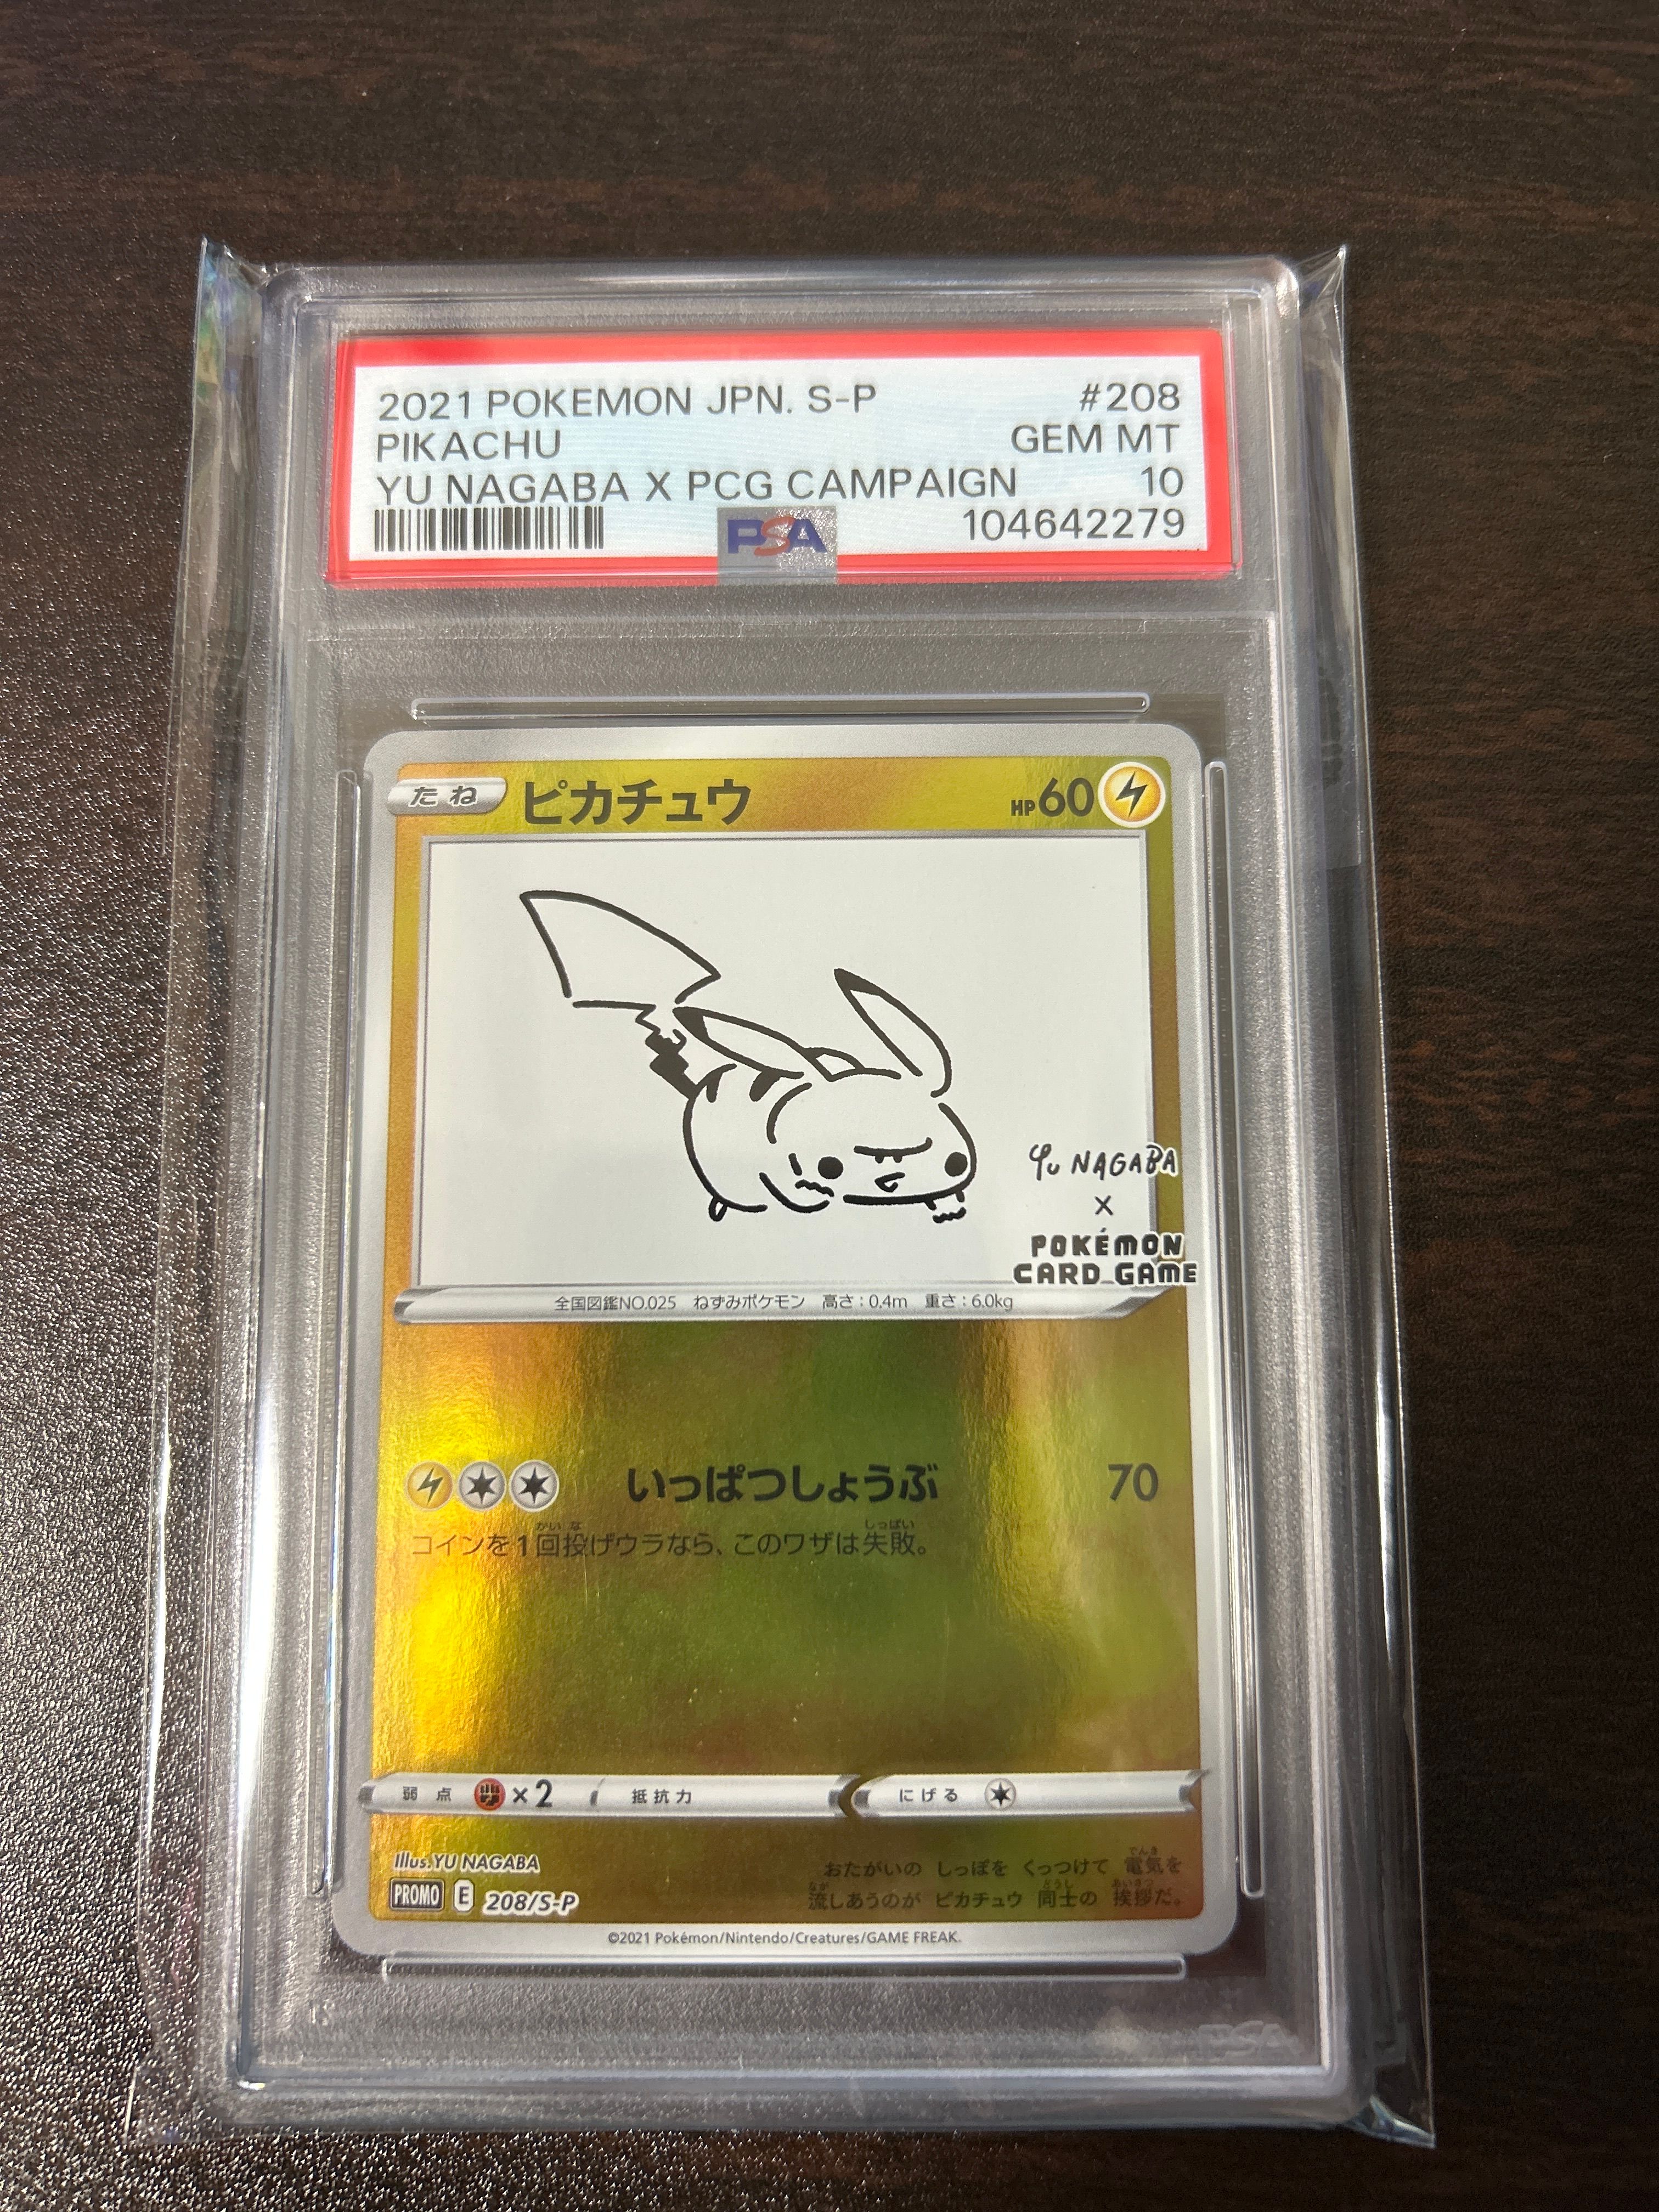 2021 POKEMON JPN. S-P #208
PIKACHU GEM MT
YU NAGABA X PCG CAMPAIGN 10
PSA 104642279
たね ピカチュウ HP60
YU NAGABA
×
POKÉMON
CARD GAME
全国図鑑NO.025 ねずみポケモン 高さ:0.4m 重さ:6.0kg
いっぱつしょうぶ 70
コインを1回投げウラなら、このワザは失敗。
弱点 ×2 抵抗力 にげる
Illus.YU NAGABA
PROMO E 208/S-P
おたがいの しっぽを くっつけて 電気を
流しあうのが ピカチュウ 同士の 挨拶だ。
©2021 Pokémon/Nintendo/Creatures/GAME FREAK.
PSA